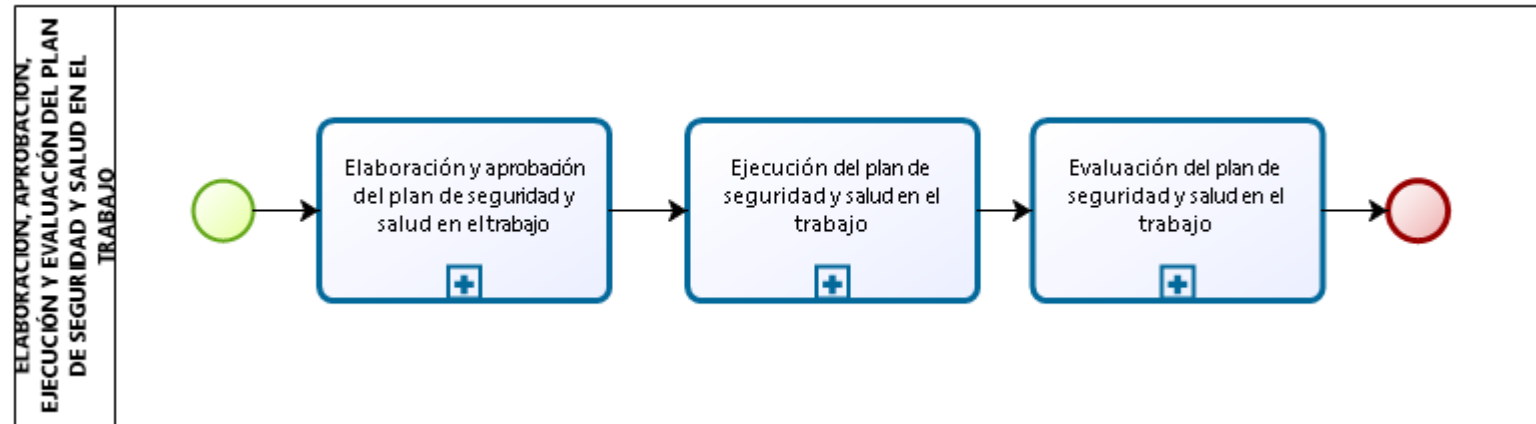 ELABORACIÓN, APROBACIÓN,
EJECUCIÓN Y EVALUACIÓN DEL PLAN
DE SEGURIDAD Y SALUD EN EL
TRABAJO
Elaboración y aprobación
del plan de seguridad y
salud en el trabajo
Ejecución del plan de
seguridad y salud en el
trabajo
Evaluación del plan de
seguridad y salud en el
trabajo